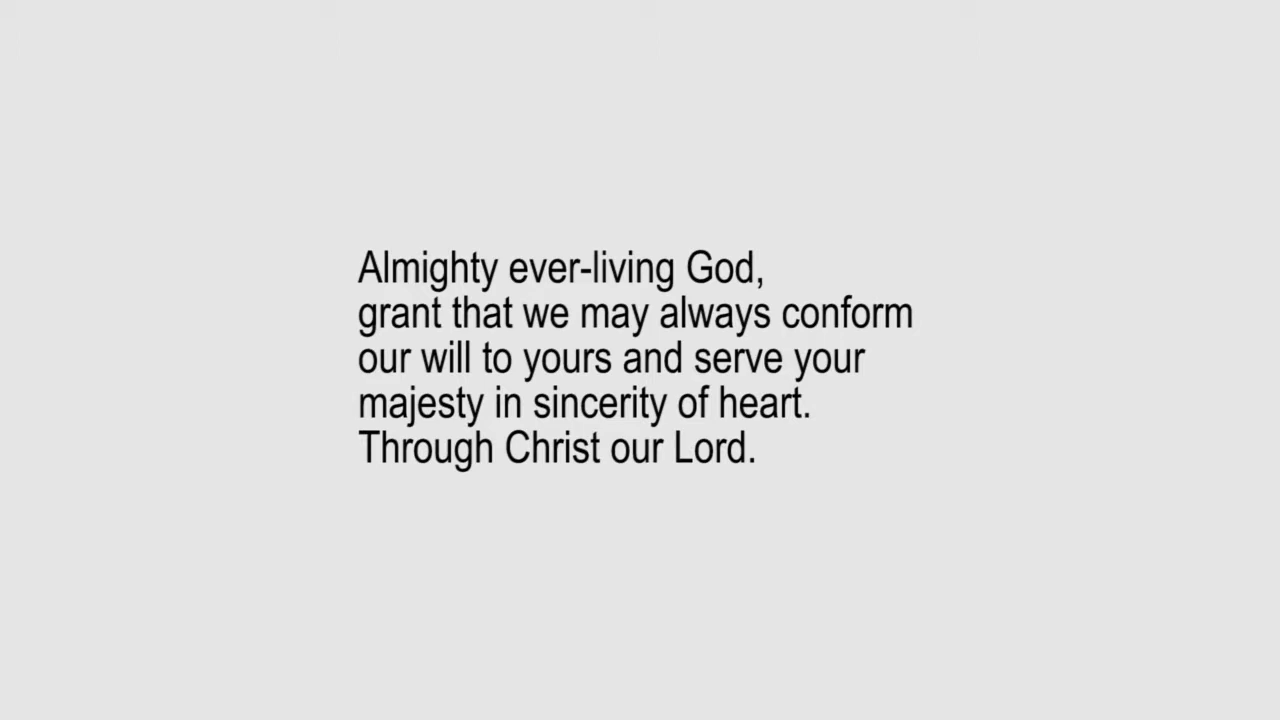 Almighty ever-living God,
grant that we may always conform
our will to yours and serve your
majesty in sincerity of heart.
Through Christ our Lord.